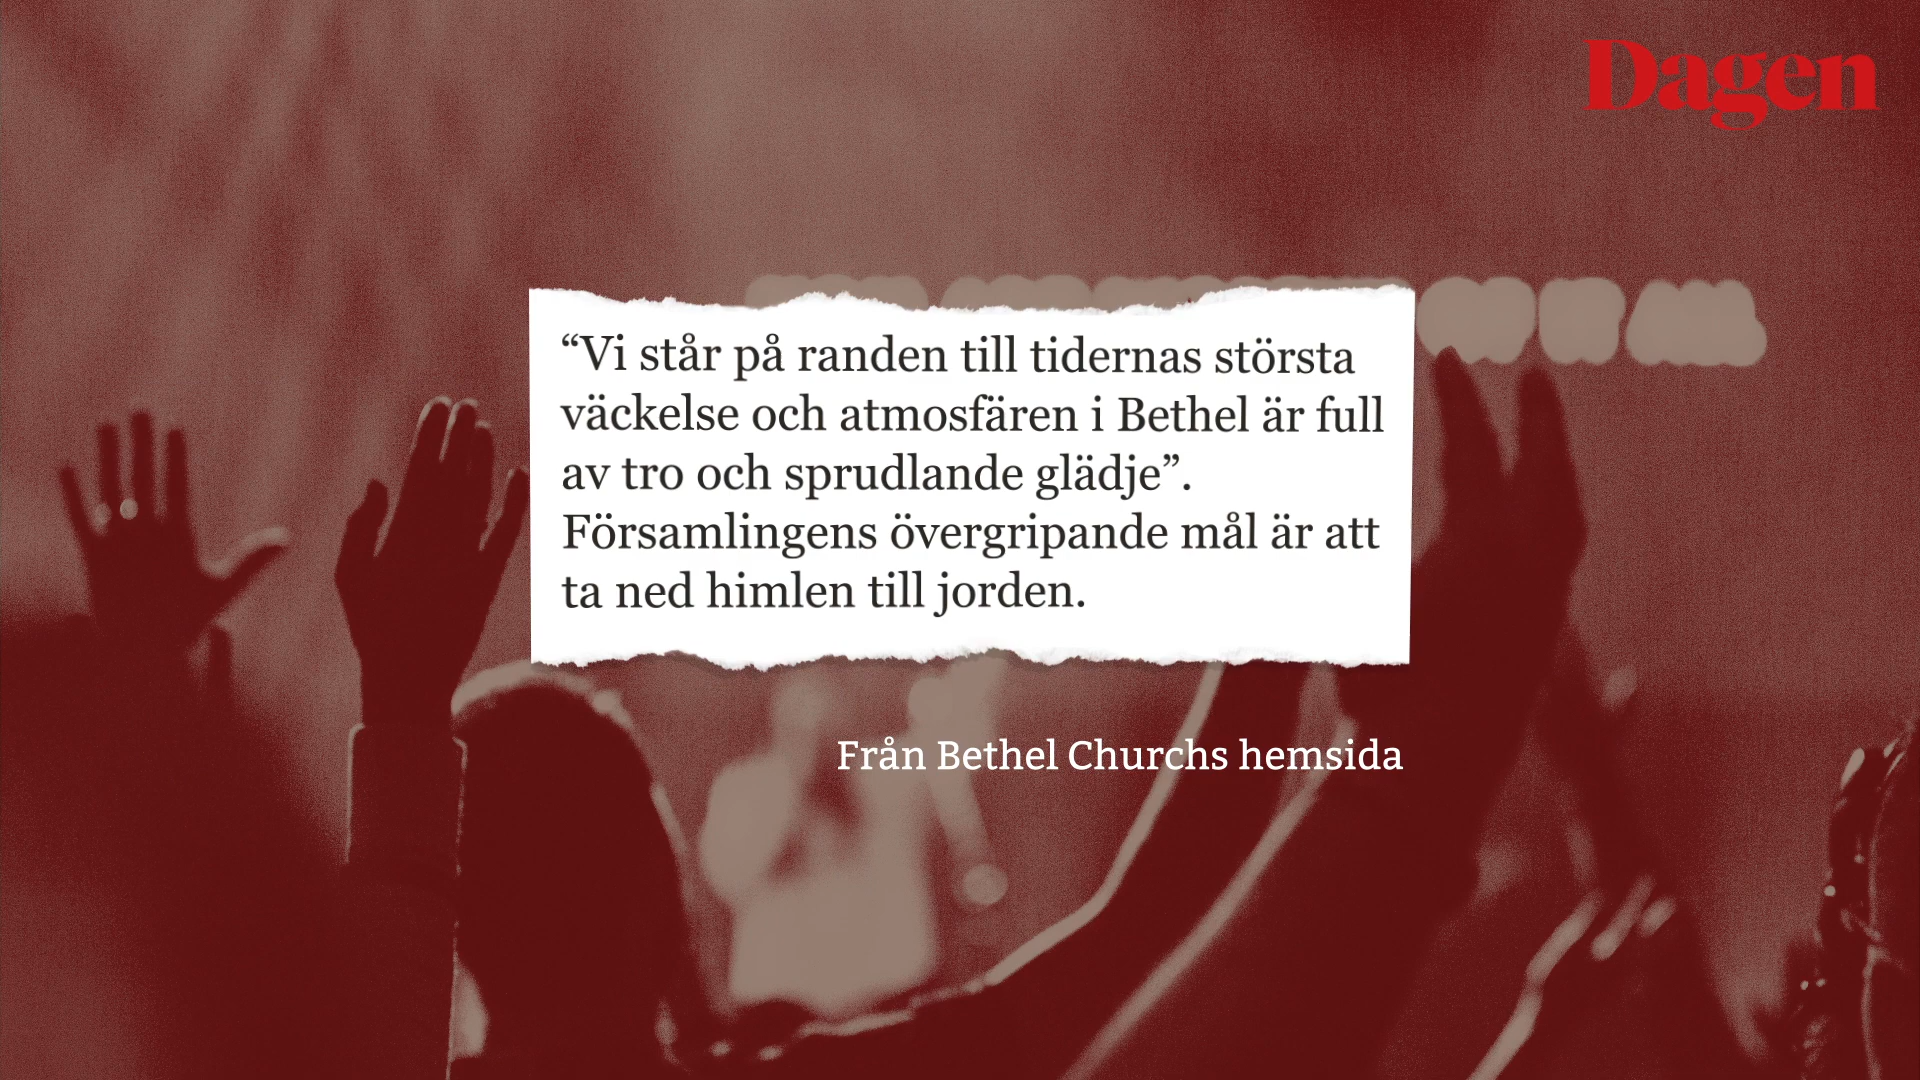 Dagen
“Vi står på randen till tidernas största
väckelse och atmosfären i Bethel är full
av tro och sprudlande glädje”.
Församlingens övergripande mål är att
ta ned himlen till jorden.
Från Bethel Churchs hemsida